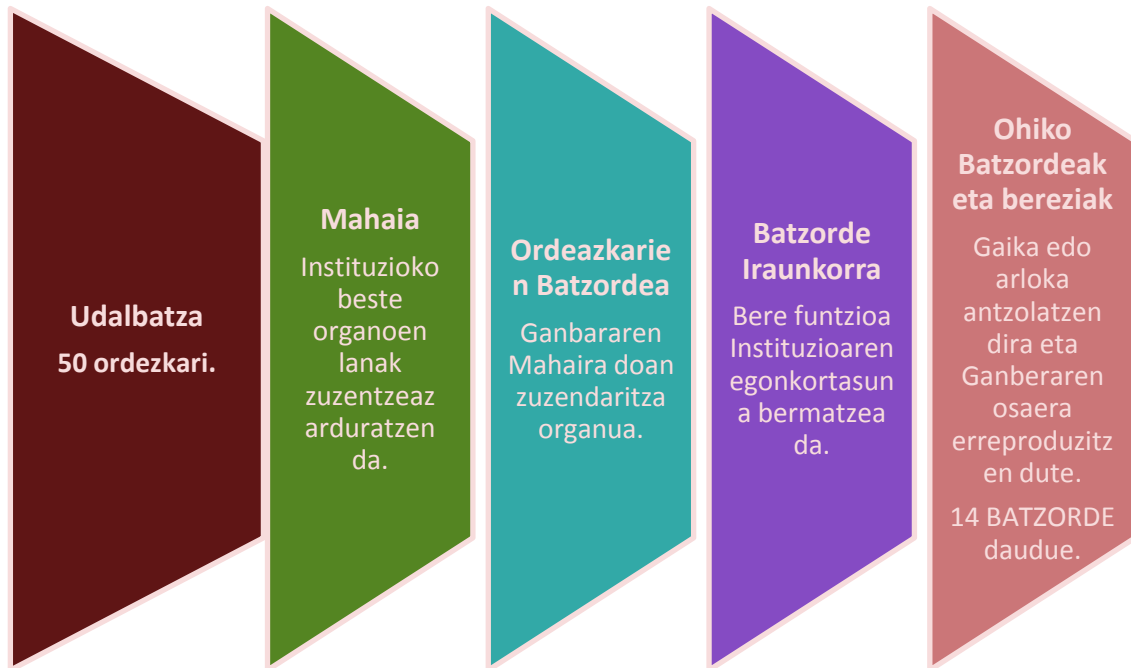 Udalbatza
50 ordezkari.
Mahaia
Instituzioko
beste
organoen
lanak
zuzentzeaz
arduratzen
da.
Ordeazkarie
n Batzordea
Ganbararen
Mahaira doan
zuzendaritza
organua.
Batzorde
Iraunkorra
Bere funtzioa
Instituzioaren
egonkortasun
a bermatzea
da.
Ohiko
Batzordeak
eta bereziak
Gaika edo
arloka
antzolatzen
dira eta
Ganberaren
osaera
erreproduzitz
en dute.
14 BATZORDE
daudue.